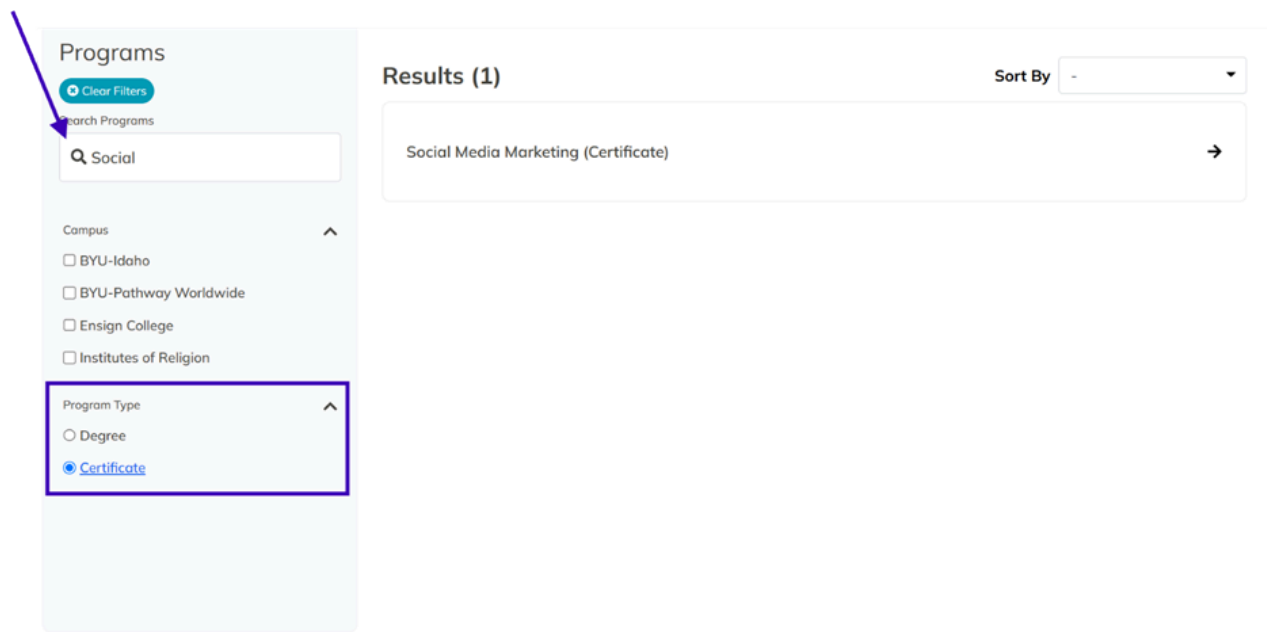 Programs
Clear Filters
Search Programs
Social
Campus
BYU-Idaho
BYU-Pathway Worldwide
Ensign College
Institutes of Religion
Program Type
Degree
Certificate
Results (1)
Sort By -
Social Media Marketing (Certificate)